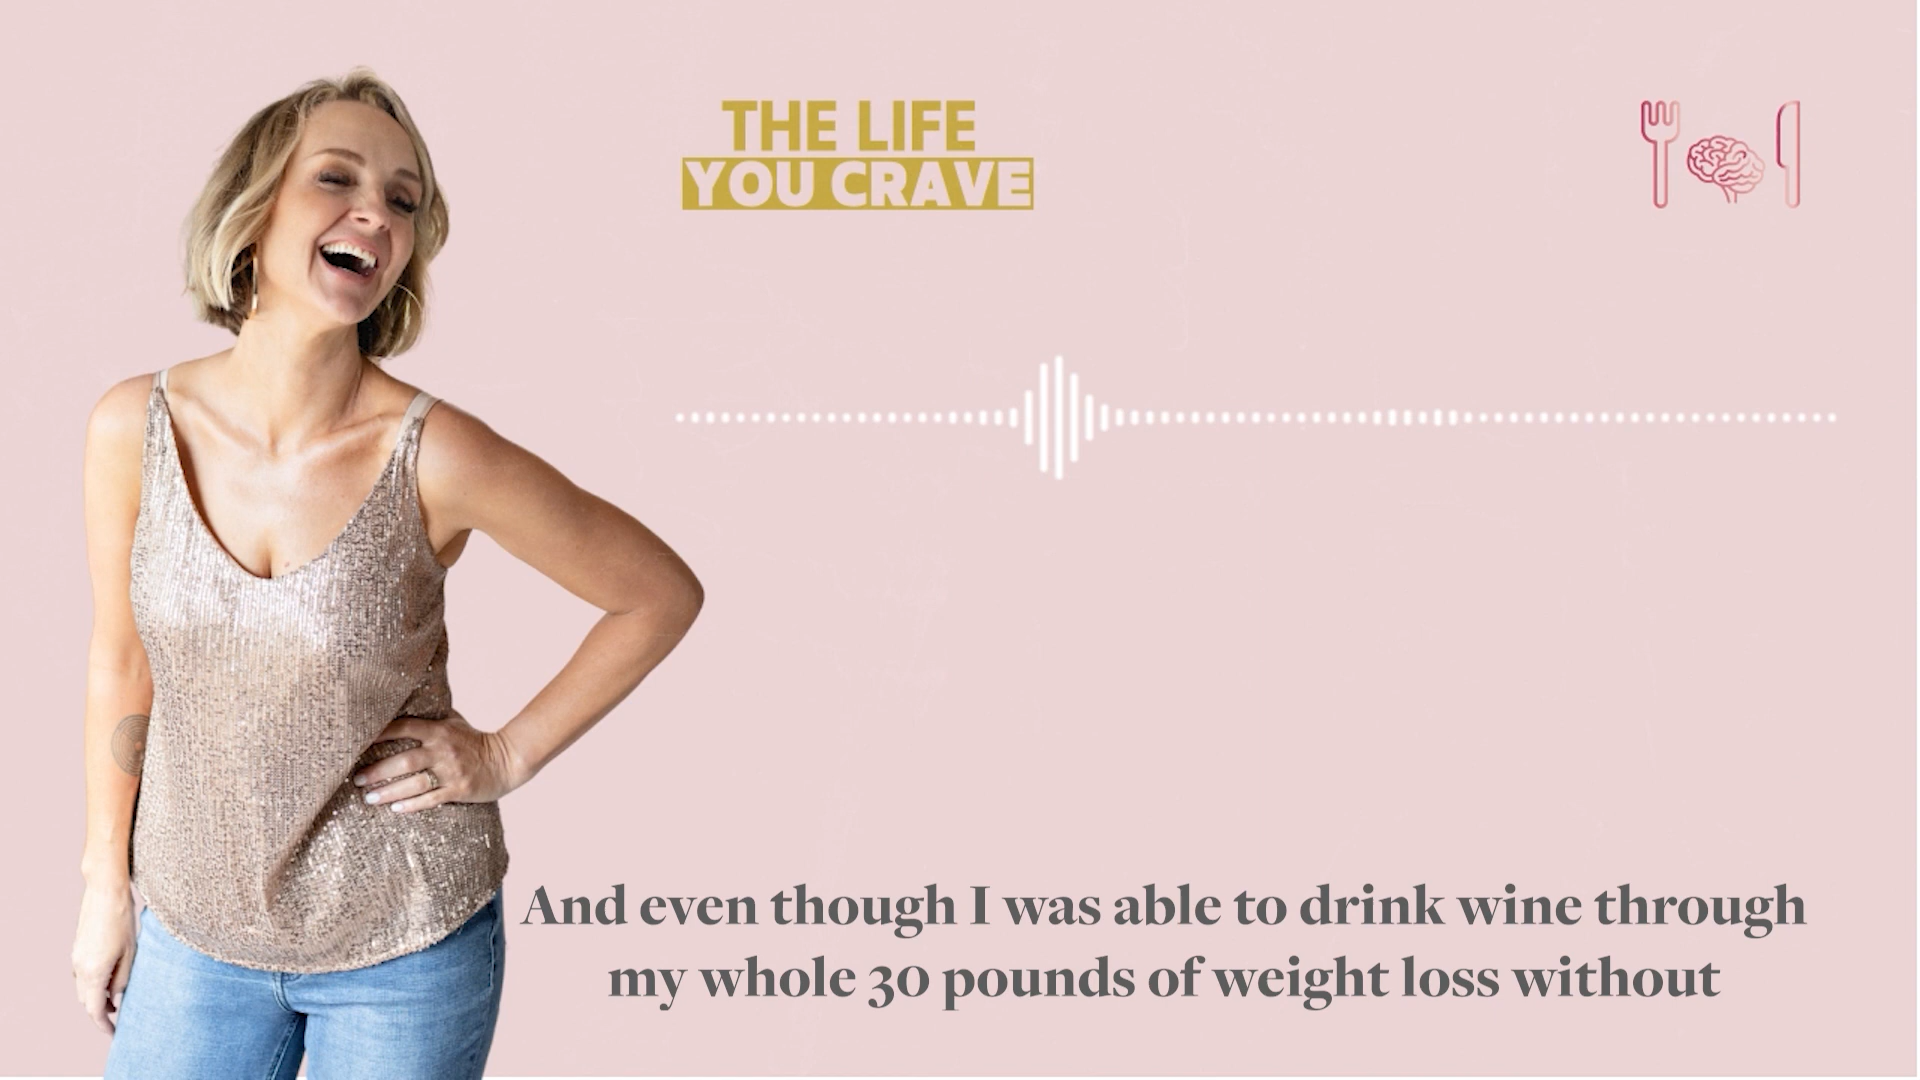 THE LIFE
YOU CRAVE
And even though I was able to drink wine through
my whole 30 pounds of weight loss without